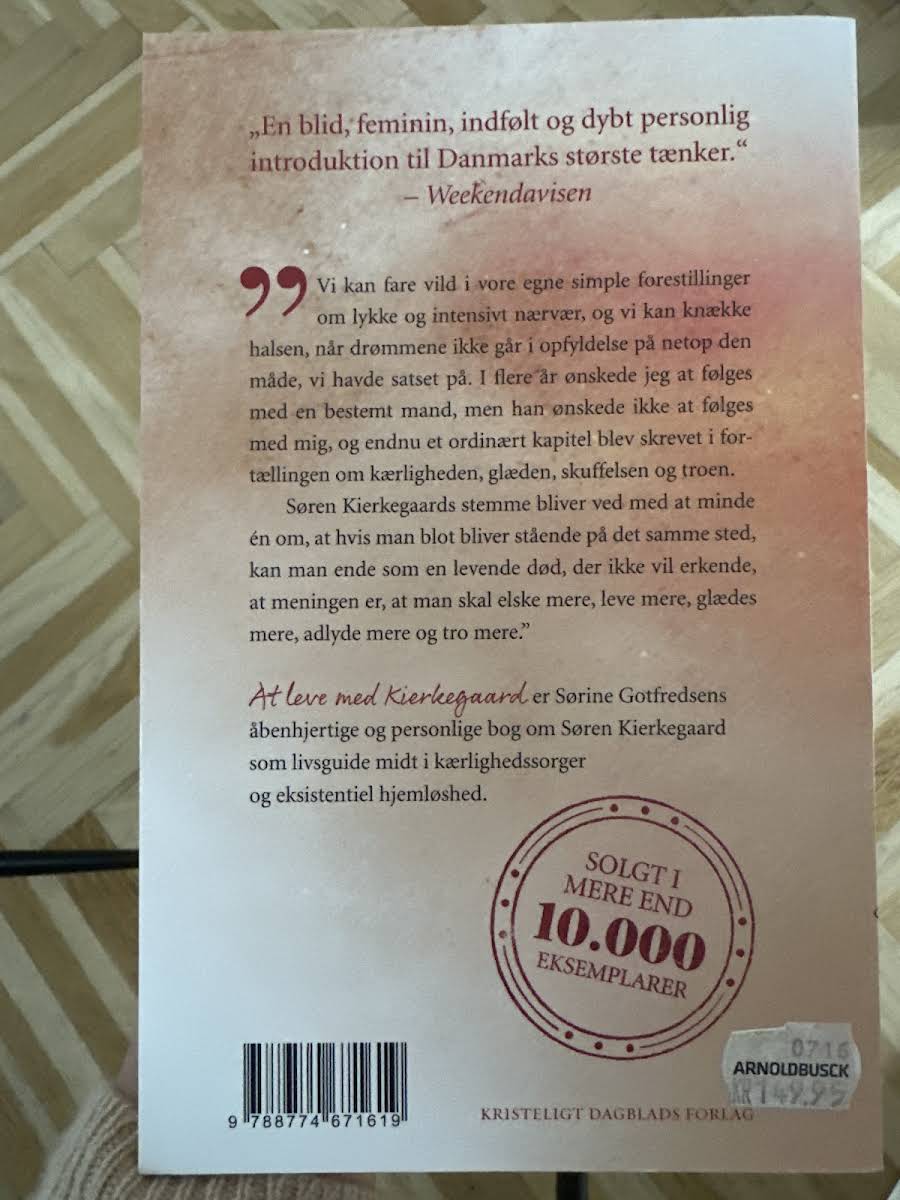 „En blid, feminin, indfølt og dybt personlig
introduktion til Danmarks største tænker.“
– Weekendavisen
”Vi kan fare vild i vore egne simple forestillinger
om lykke og intensivt nærvær, og vi kan knække
halsen, når drømmene ikke går i opfyldelse på netop den
måde, vi havde satset på. I flere år ønskede jeg at følges
med en bestemt mand, men han ønskede ikke at følges
med mig, og endnu et ordinært kapitel blev skrevet i for-
tællingen om kærligheden, glæden, skuffelsen og troen.
Søren Kierkegaards stemme bliver ved med at minde
én om, at hvis man blot bliver stående på det samme sted,
kan man ende som en levende død, der ikke vil erkende,
at meningen er, at man skal elske mere, leve mere, glædes
mere, adlyde mere og tro mere.”
At leve med Kierkegaard er Sørine Gotfredsens
åbenhjertige og personlige bog om Søren Kierkegaard
som livsguide midt i kærlighedssorger
og eksistentiel hjemløshed.
SOLGT I
MERE END
10.000
EKSEMPLARER
0716
ARNOLDBUSCK
KR 149.95
9 788774 671619
KRISTELIGT DAGBLADS FORLAG